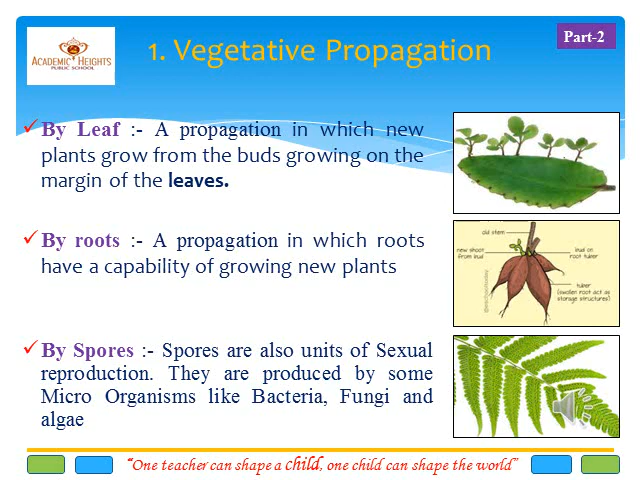 ACADEMIC HEIGHTS
PUBLIC SCHOOL
1. Vegetative Propagation
Part-2
By Leaf :- A propagation in which new
plants grow from the buds growing on the
margin of the leaves.
By roots :- A propagation in which roots
have a capability of growing new plants
old stem
new shoot
from bud
bud on
root tuber
tuber
(swollen root act as
storage structures)
By Spores :- Spores are also units of Sexual
reproduction. They are produced by some
Micro Organisms like Bacteria, Fungi and
algae
“One teacher can shape a child, one child can shape the world”